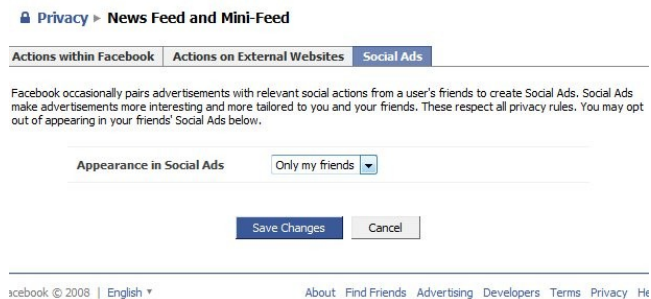 Privacy ▸ News Feed and Mini-Feed
Actions within Facebook Actions on External Websites Social Ads
Facebook occasionally pairs advertisements with relevant social actions from a user's friends to create Social Ads. Social Ads
make advertisements more interesting and more tailored to you and your friends. These respect all privacy rules. You may opt
out of appearing in your friends' Social Ads below.
Appearance in Social Ads Only my friends
Save Changes Cancel
acebook © 2008 | English About Find Friends Advertising Developers Terms Privacy He